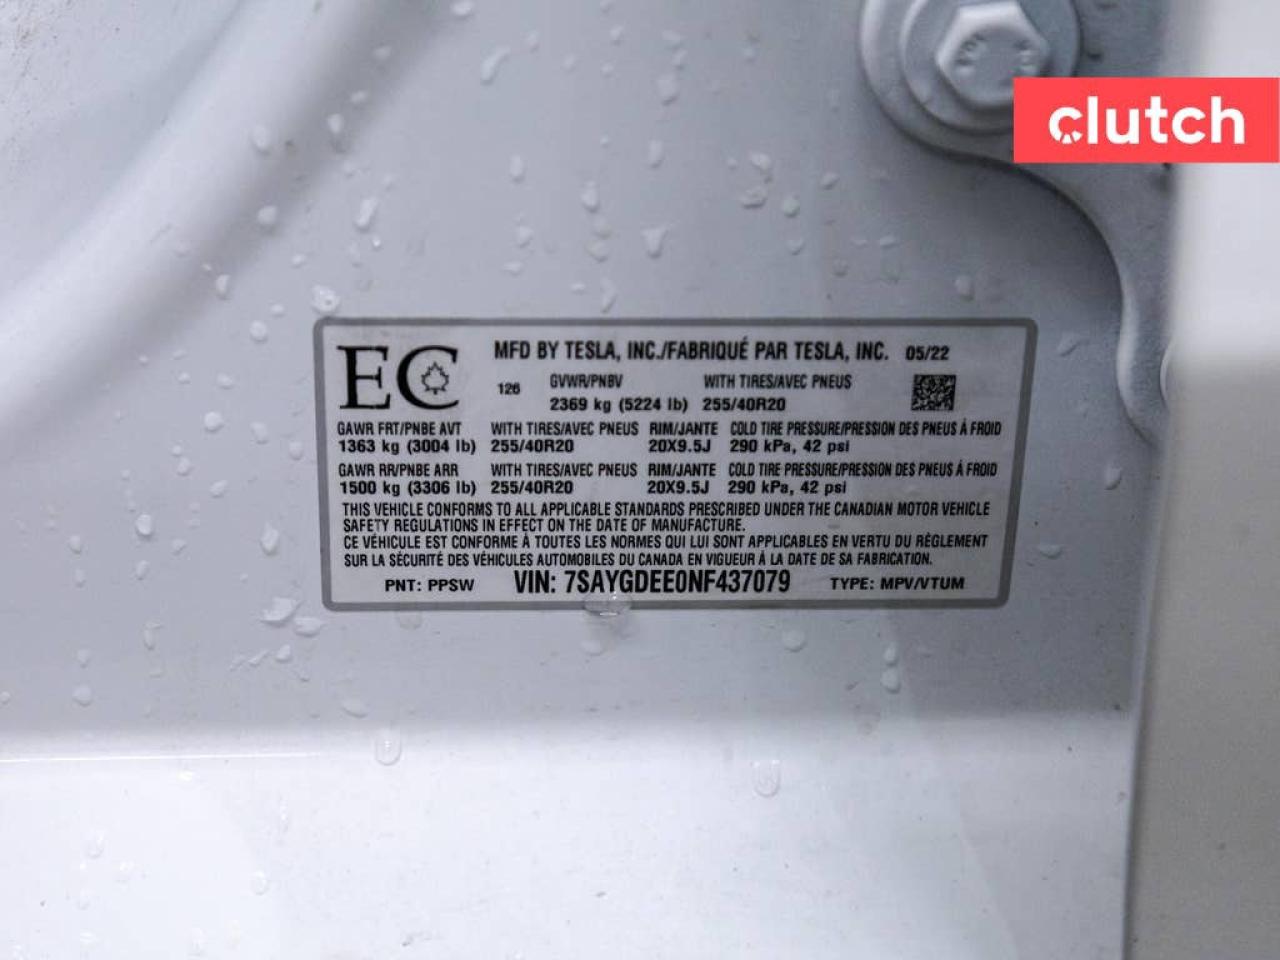 clutch
EC
MFD BY TESLA, INC./FABRIQUÉ PAR TESLA, INC. 05/22
126 GVWR/PNBV WITH TIRES/AVEC PNEUS
2369 kg (5224 lb) 255/40R20
GAWR FRT/PNBE AVT WITH TIRES/AVEC PNEUS RIM/JANTE COLD TIRE PRESSURE/PRESSION DES PNEUS À FROID
1363 kg (3004 lb) 255/40R20 20X9.5J 290 kPa, 42 psi
GAWR RR/PNBE ARR WITH TIRES/AVEC PNEUS RIM/JANTE COLD TIRE PRESSURE/PRESSION DES PNEUS À FROID
1500 kg (3306 lb) 255/40R20 20X9.5J 290 kPa, 42 psi
THIS VEHICLE CONFORMS TO ALL APPLICABLE STANDARDS PRESCRIBED UNDER THE CANADIAN MOTOR VEHICLE
SAFETY REGULATIONS IN EFFECT ON THE DATE OF MANUFACTURE.
CE VÉHICULE EST CONFORME À TOUTES LES NORMES QUI LUI SONT APPLICABLES EN VERTU DU RÈGLEMENT
SUR LA SÉCURITÉ DES VÉHICULES AUTOMOBILES DU CANADA EN VIGUEUR À LA DATE DE SA FABRICATION.
PNT: PPSW VIN: 7SAYGDEE0NF437079 TYPE: MPV/VTUM